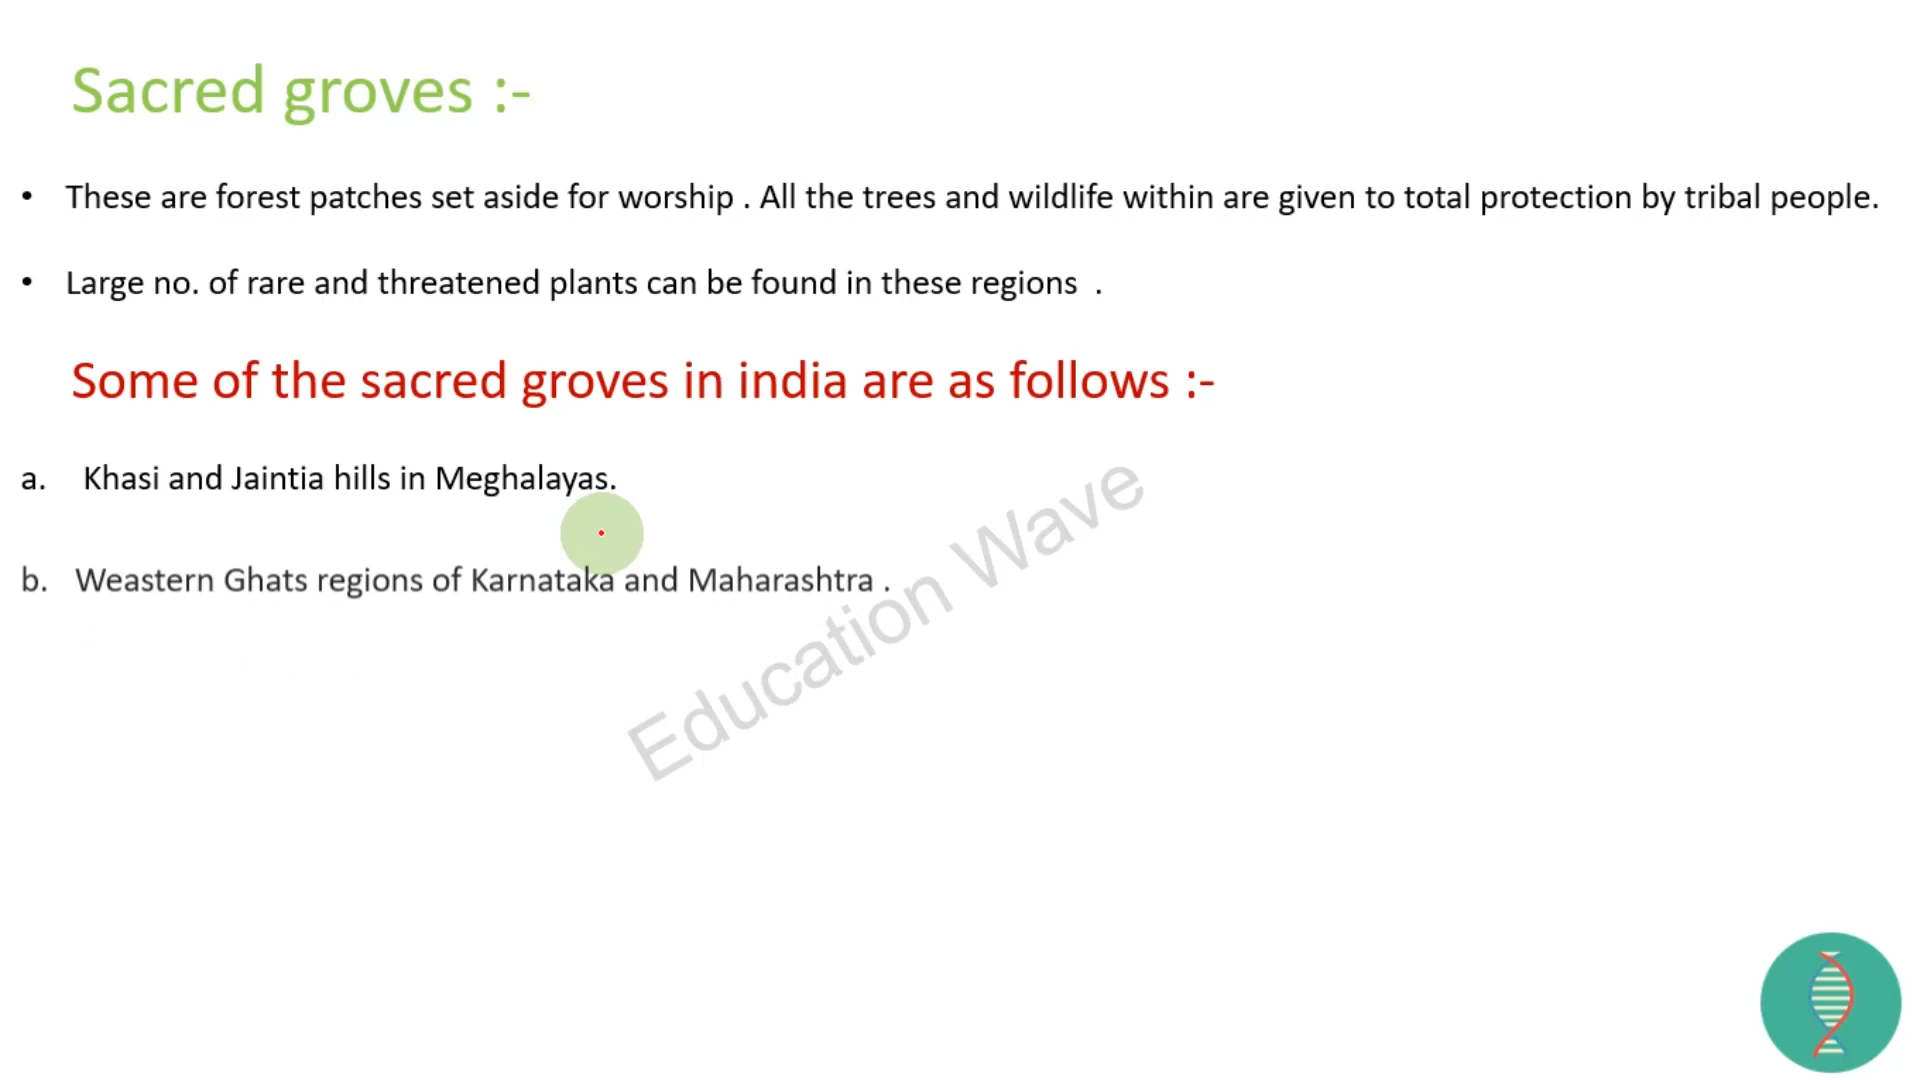 Sacred groves :-
• These are forest patches set aside for worship . All the trees and wildlife within are given to total protection by tribal people.
• Large no. of rare and threatened plants can be found in these regions .
Some of the sacred groves in india are as follows :-
a. Khasi and Jaintia hills in Meghalayas.
b. Weastern Ghats regions of Karnataka and Maharashtra .
Education Wave